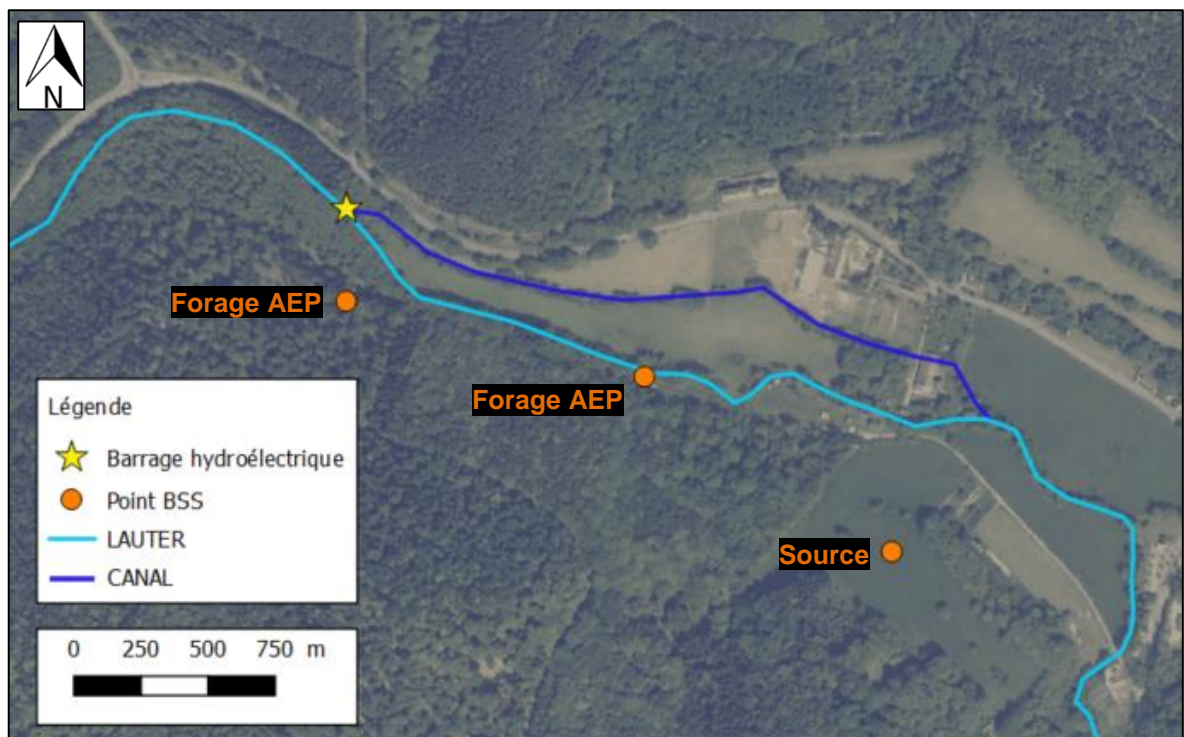 N
Forage AEP
Forage AEP
Source
Légende
Barrage hydroélectrique
Point BSS
LAUTER
CANAL
0 250 500 750 m